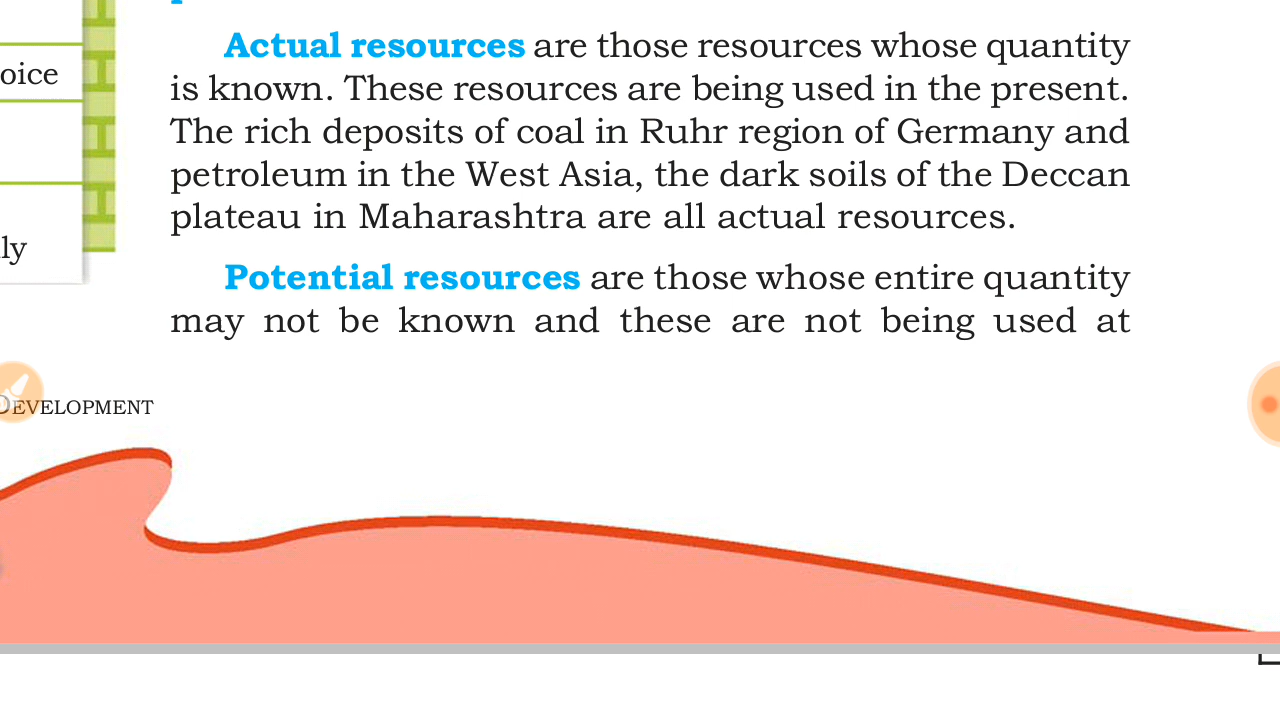 oice
ly
Actual resources are those resources whose quantity
is known. These resources are being used in the present.
The rich deposits of coal in Ruhr region of Germany and
petroleum in the West Asia, the dark soils of the Deccan
plateau in Maharashtra are all actual resources.
Potential resources are those whose entire quantity
may not be known and these are not being used at
DEVELOPMENT